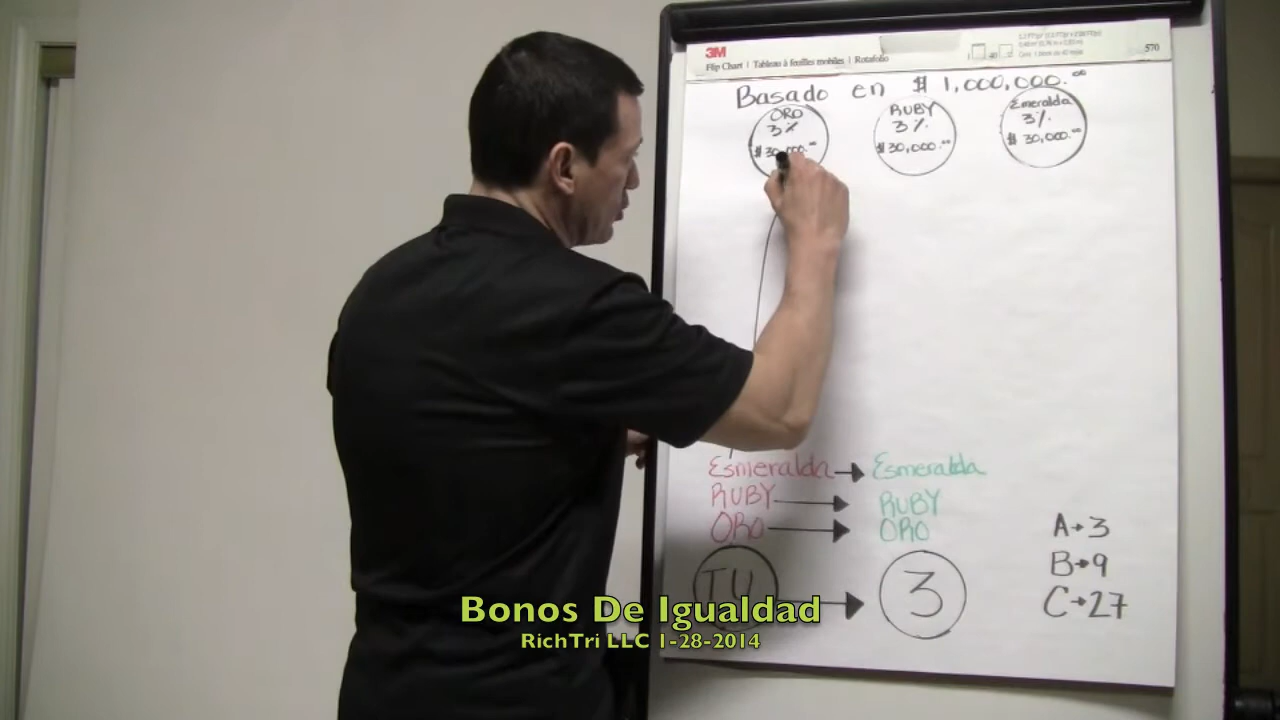 3M
Flip Chart | Tableau à feuilles mobiles | Rotafolio
570
Basado en $ 1,000,000.00
ORO
3%
$30,000.00
RUBY
3%
$30,000.00
Esmeralda
3%
$30,000.00
Esmeralda → Esmeralda
RUBY → RUBY
ORO → ORO
TU → 3
A→3
B→9
C→27
Bonos De Igualdad
RichTri LLC 1-28-2014